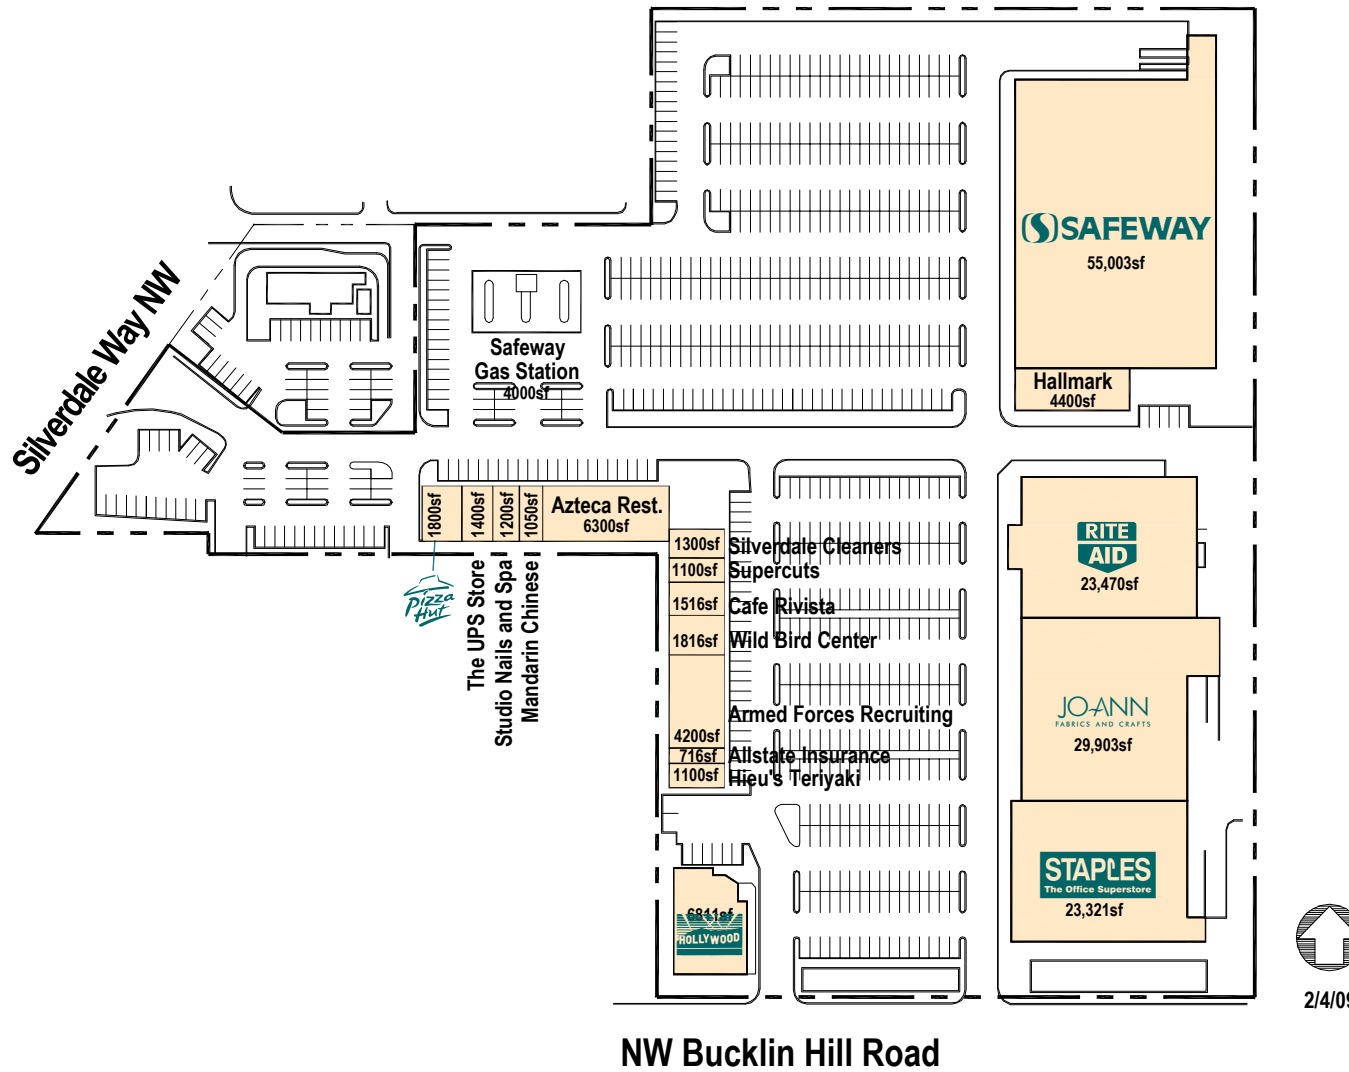 SAFEWAY
55,003sf
Silverdale Way NW
Safeway
Gas Station
4000sf
Hallmark
4400sf
1800sf
1400sf
1200sf
1050sf
Azteca Rest.
6300sf
Pizza
Hut
The UPS Store
Studio Nails and Spa
Mandarin Chinese
1300sf Silverdale Cleaners
1100sf Supercuts
1516sf Cafe Rivista
1816sf Wild Bird Center
Armed Forces Recruiting
4200sf
716sf Allstate Insurance
1100sf Hieu's Teriyaki
RITE
AID
23,470sf
JO-ANN
FABRICS AND CRAFTS
29,903sf
STAPLES
The Office Superstore
23,321sf
6811sf
HOLLYWOOD
2/4/09
NW Bucklin Hill Road